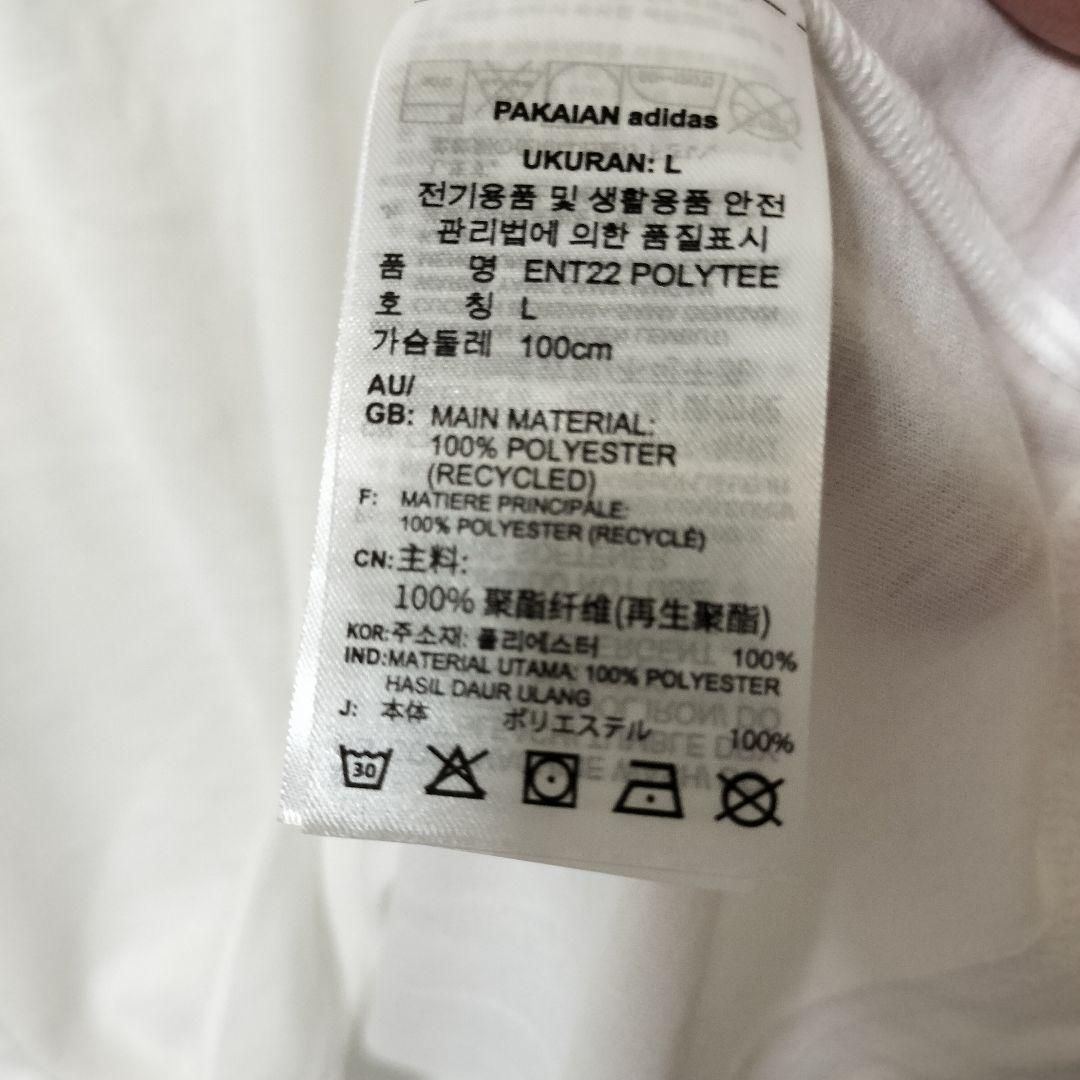 PAKAIAN adidas
UKURAN: L
전기용품 및 생활용품 안전
관리법에 의한 품질표시
품 명 ENT22 POLYTEE
호 칭 L
가슴둘레 100cm
AU/
GB: MAIN MATERIAL:
100% POLYESTER
(RECYCLED)
F: MATIERE PRINCIPALE:
100% POLYESTER (RECYCLÉ)
CN:主料:
100% 聚酯纤维(再生聚酯)
KOR:주소재: 폴리에스터 100%
IND:MATERIAL UTAMA: 100% POLYESTER
HASIL DAUR ULANG
J: 本体 ポリエステル 100%
30